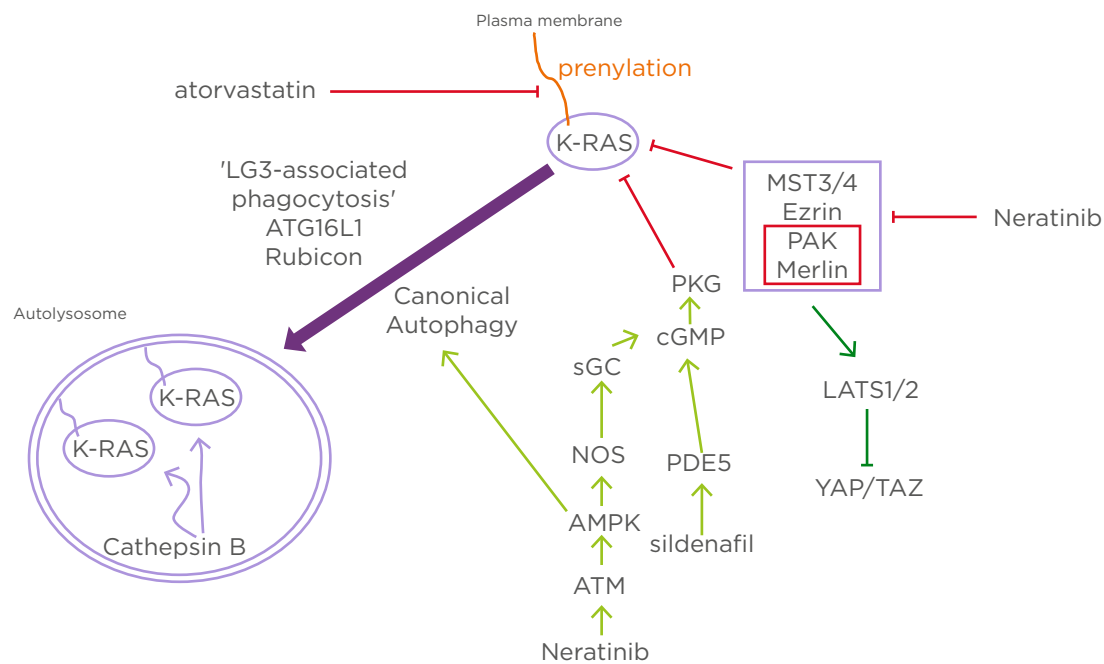 Plasma membrane
prenylation
atorvastatin
K-RAS
'LG3-associated
phagocytosis'
ATG16L1
Rubicon
MST3/4
Ezrin
PAK
Merlin
Neratinib
PKG
Canonical
Autophagy
cGMP
Autolysosome
sGC
K-RAS
LATS1/2
K-RAS
NOS
PDE5
YAP/TAZ
AMPK
sildenafil
Cathepsin B
ATM
Neratinib